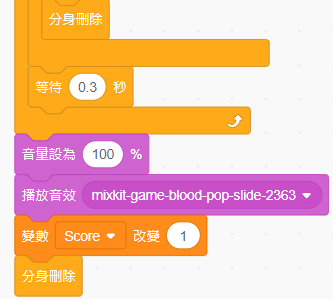 分身刪除
等待 0.3 秒
音量設為 100 %
播放音效 mixkit-game-blood-pop-slide-2363
變數 Score 改變 1
分身刪除